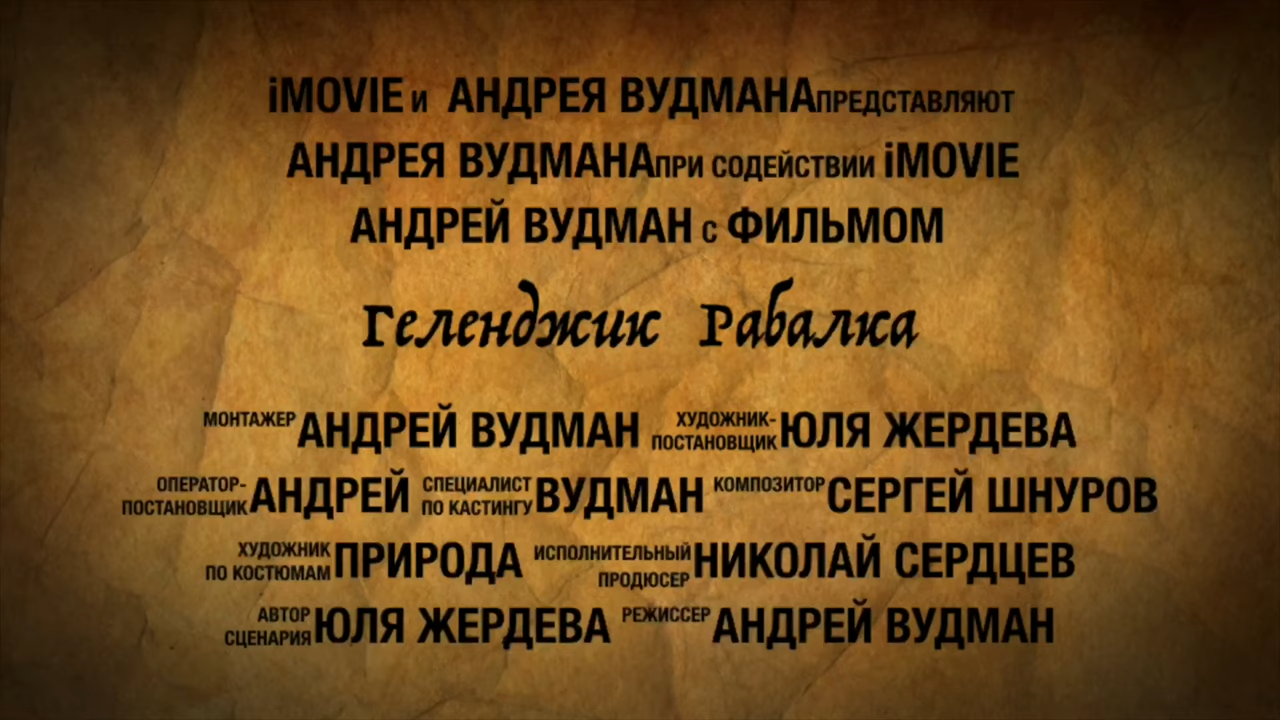 iMOVIE и АНДРЕЯ ВУДМАНА ПРЕДСТАВЛЯЮТ
АНДРЕЯ ВУДМАНА ПРИ СОДЕЙСТВИИ iMOVIE
АНДРЕЙ ВУДМАН С ФИЛЬМОМ
Геленджик Рабалка
МОНТАЖЕР АНДРЕЙ ВУДМАН ХУДОЖНИК-ПОСТАНОВЩИК ЮЛЯ ЖЕРДЕВА
ОПЕРАТОР-ПОСТАНОВЩИК АНДРЕЙ СПЕЦИАЛИСТ ПО КАСТИНГУ ВУДМАН КОМПОЗИТОР СЕРГЕЙ ШНУРОВ
ХУДОЖНИК ПО КОСТЮМАМ ПРИРОДА ИСПОЛНИТЕЛЬНЫЙ ПРОДЮСЕР НИКОЛАЙ СЕРДЦЕВ
АВТОР СЦЕНАРИЯ ЮЛЯ ЖЕРДЕВА РЕЖИССЕР АНДРЕЙ ВУДМАН